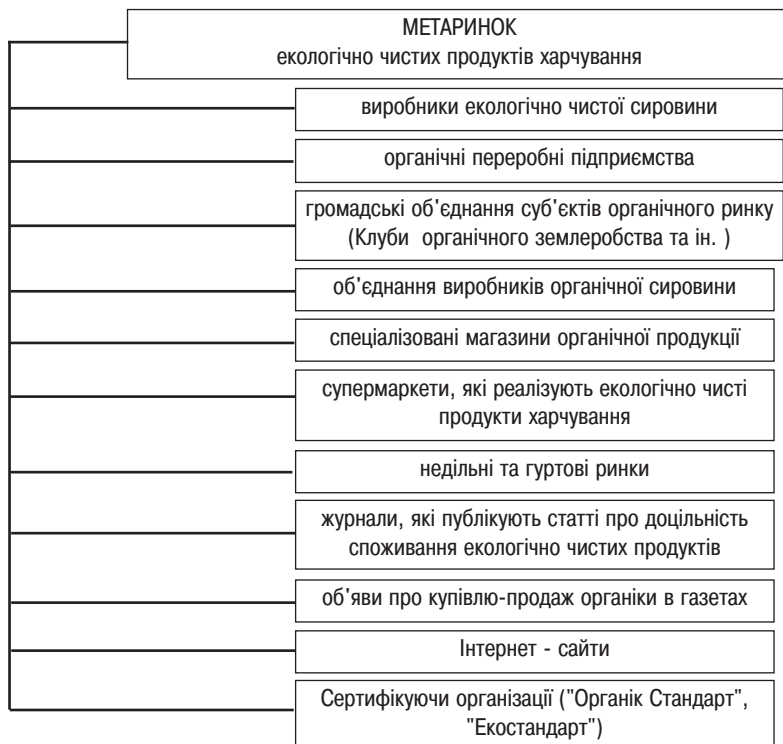 МЕТАРИНОК
екологічно чистих продуктів харчування
виробники екологічно чистої сировини
органічні переробні підприємства
громадські об'єднання суб'єктів органічного ринку
(Клуби органічного землеробства та ін. )
об'єднання виробників органічної сировини
спеціалізовані магазини органічної продукції
супермаркети, які реалізують екологічно чисті
продукти харчування
недільні та гуртові ринки
журнали, які публікують статті про доцільність
споживання екологічно чистих продуктів
об'яви про купівлю-продаж органіки в газетах
Інтернет - сайти
Сертифікуючи організації ("Органік Стандарт",
"Екостандарт")